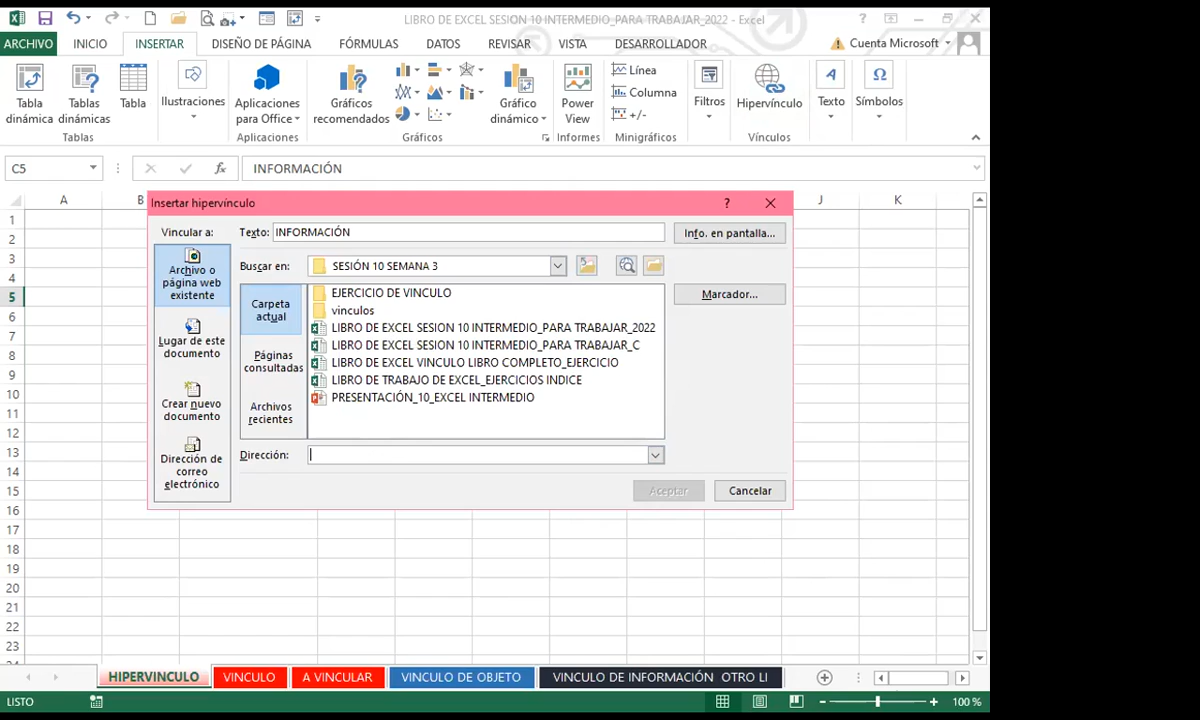 LIBRO DE EXCEL SESION 10 INTERMEDIO_PARA TRABAJAR_2022 - Excel
ARCHIVO INICIO INSERTAR DISEÑO DE PÁGINA FÓRMULAS DATOS REVISAR VISTA DESARROLLADOR Cuenta Microsoft
Tabla dinámica
Tablas dinámicas
Tabla
Tablas
Ilustraciones
Aplicaciones para Office
Aplicaciones
Gráficos recomendados
Gráficos
Gráfico dinámico
Power View
Informes
Línea
Columna
+/-
Minigráficos
Filtros
Hipervínculo
Vínculos
Texto
Símbolos
C5 fx INFORMACIÓN
A B J K
1
2
3
4
5
6
7
8
9
10
11
12
13
14
15
16
17
18
19
20
21
22
23
Insertar hipervínculo ?
Vincular a: Texto: INFORMACIÓN Info. en pantalla...
Archivo o página web existente
Lugar de este documento
Crear nuevo documento
Dirección de correo electrónico
Buscar en: SESIÓN 10 SEMANA 3
Carpeta actual
Páginas consultadas
Archivos recientes
EJERCICIO DE VINCULO
vinculos
LIBRO DE EXCEL SESION 10 INTERMEDIO_PARA TRABAJAR_2022
LIBRO DE EXCEL SESION 10 INTERMEDIO_PARA TRABAJAR_C
LIBRO DE EXCEL VINCULO LIBRO COMPLETO_EJERCICIO
LIBRO DE TRABAJO DE EXCEL_EJERCICIOS INDICE
PRESENTACIÓN_10_EXCEL INTERMEDIO
Marcador...
Dirección:
Aceptar Cancelar
HIPERVINCULO VINCULO A VINCULAR VINCULO DE OBJETO VINCULO DE INFORMACIÓN OTRO LI
LISTO 100 %